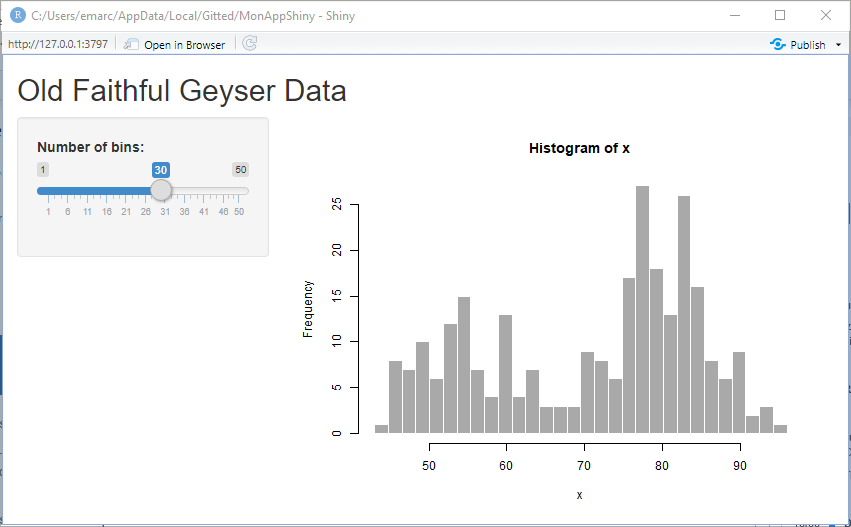 C:/Users/emarc/AppData/Local/Gitted/MonAppShiny - Shiny
http://127.0.0.1:3797 Open in Browser Publish
Old Faithful Geyser Data
Number of bins:
1 30 50
1 6 11 16 21 26 31 36 41 46 50
Histogram of x
Frequency
25
20
15
10
5
0
50 60 70 80 90
x